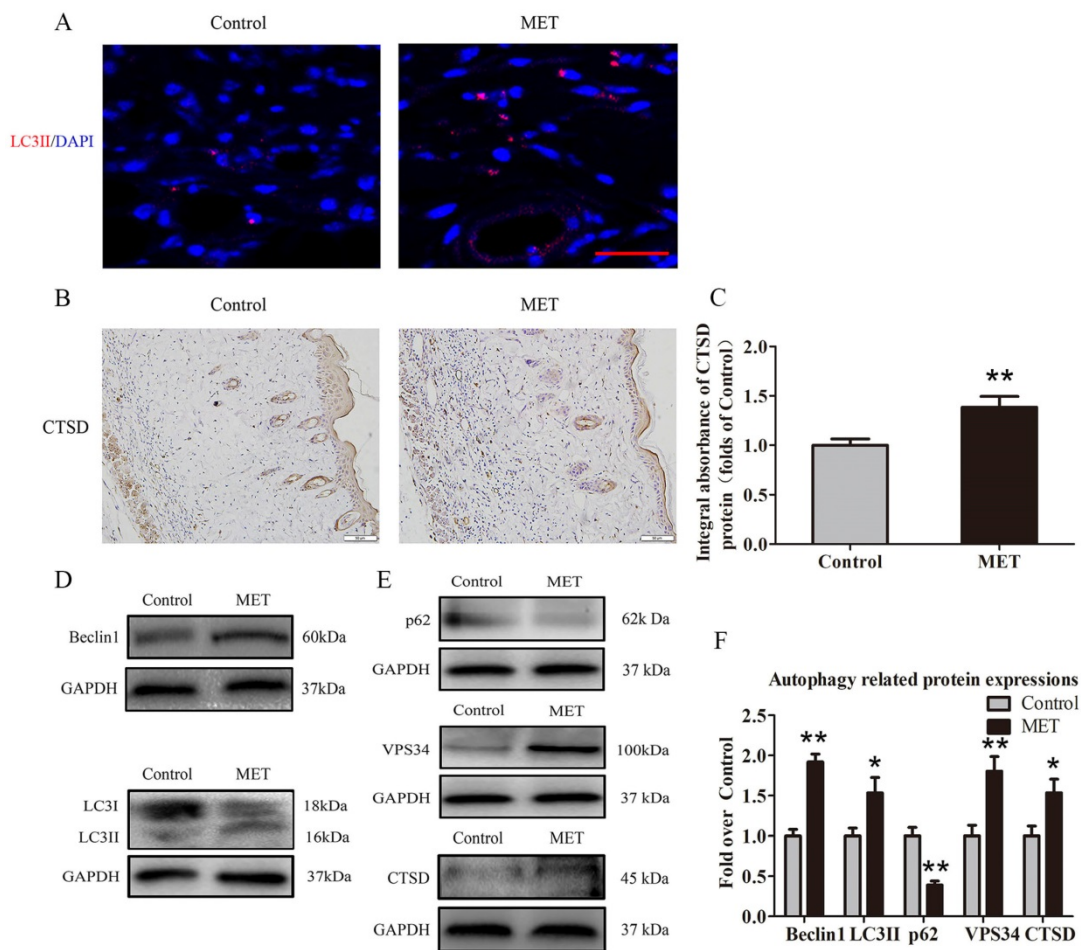 A
Control
MET
LC3II/DAPI
B
Control
MET
CTSD
C
Integral absorbance of CTSD
protein (folds of Control)
2.0
1.5
1.0
0.5
0.0
**
Control
MET
D
Control
MET
Beclin1
60kDa
GAPDH
37kDa
Control
MET
LC3I
18kDa
LC3II
16kDa
GAPDH
37kDa
E
Control
MET
p62
62k Da
GAPDH
37 kDa
Control
MET
VPS34
100kDa
GAPDH
37 kDa
Control
MET
CTSD
45 kDa
GAPDH
37 kDa
F
Autophagy related protein expressions
Control
MET
Fold over Control
2.5
2.0
1.5
1.0
0.5
0.0
**
*
**
**
*
Beclin1 LC3II p62 VPS34 CTSD